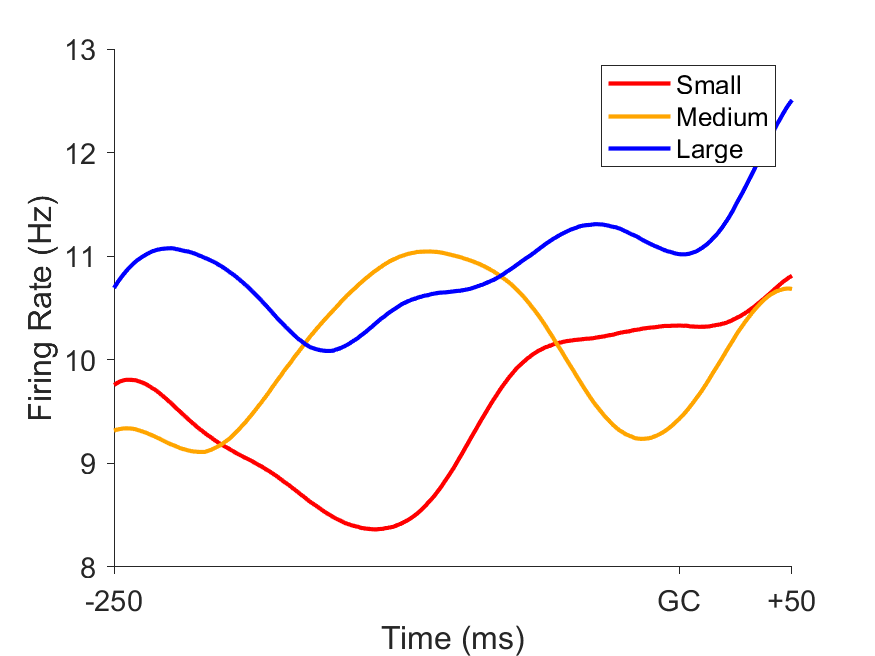 13
12
11
10
9
8
Firing Rate (Hz)
Small
Medium
Large
-250
GC
+50
Time (ms)